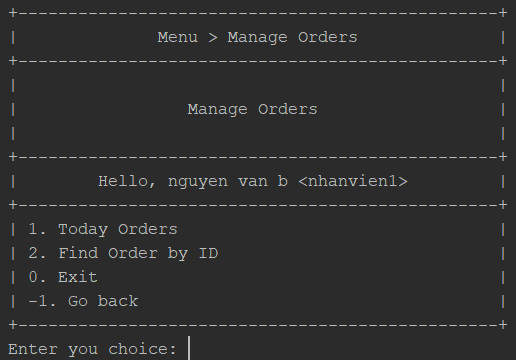 +------------------------------------------------+
|              Menu > Manage Orders              |
+------------------------------------------------+
|                                                |
|                 Manage Orders                  |
|                                                |
+------------------------------------------------+
|        Hello, nguyen van b <nhanvien1>         |
+------------------------------------------------+
| 1. Today Orders                                |
| 2. Find Order by ID                            |
| 0. Exit                                        |
| -1. Go back                                    |
+------------------------------------------------+
Enter you choice: